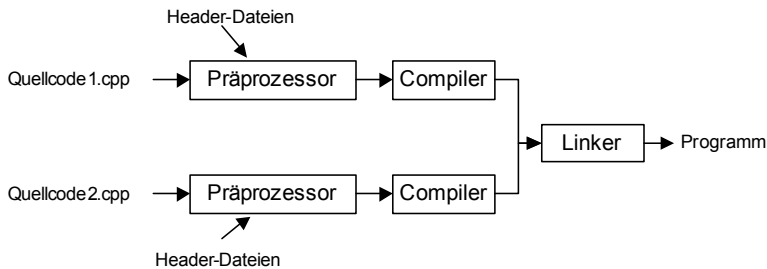 Header-Dateien
Quellcode1.cpp
Präprozessor
Compiler
Linker
Programm
Quellcode2.cpp
Präprozessor
Compiler
Header-Dateien